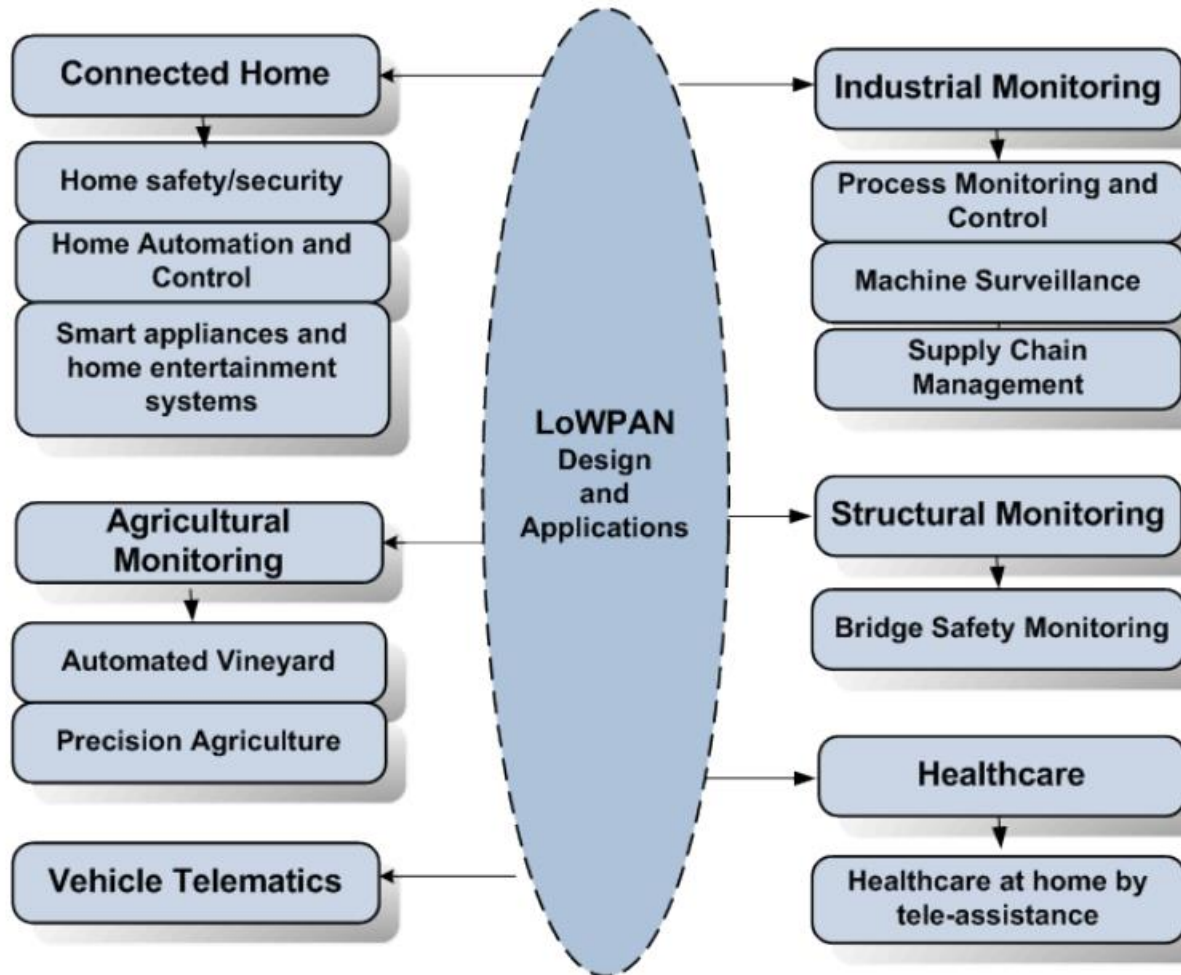 Connected Home
Home safety/security
Home Automation and
Control
Smart appliances and
home entertainment
systems
Agricultural
Monitoring
Automated Vineyard
Precision Agriculture
Vehicle Telematics
LoWPAN
Design
and
Applications
Industrial Monitoring
Process Monitoring and
Control
Machine Surveillance
Supply Chain
Management
Structural Monitoring
Bridge Safety Monitoring
Healthcare
Healthcare at home by
tele-assistance